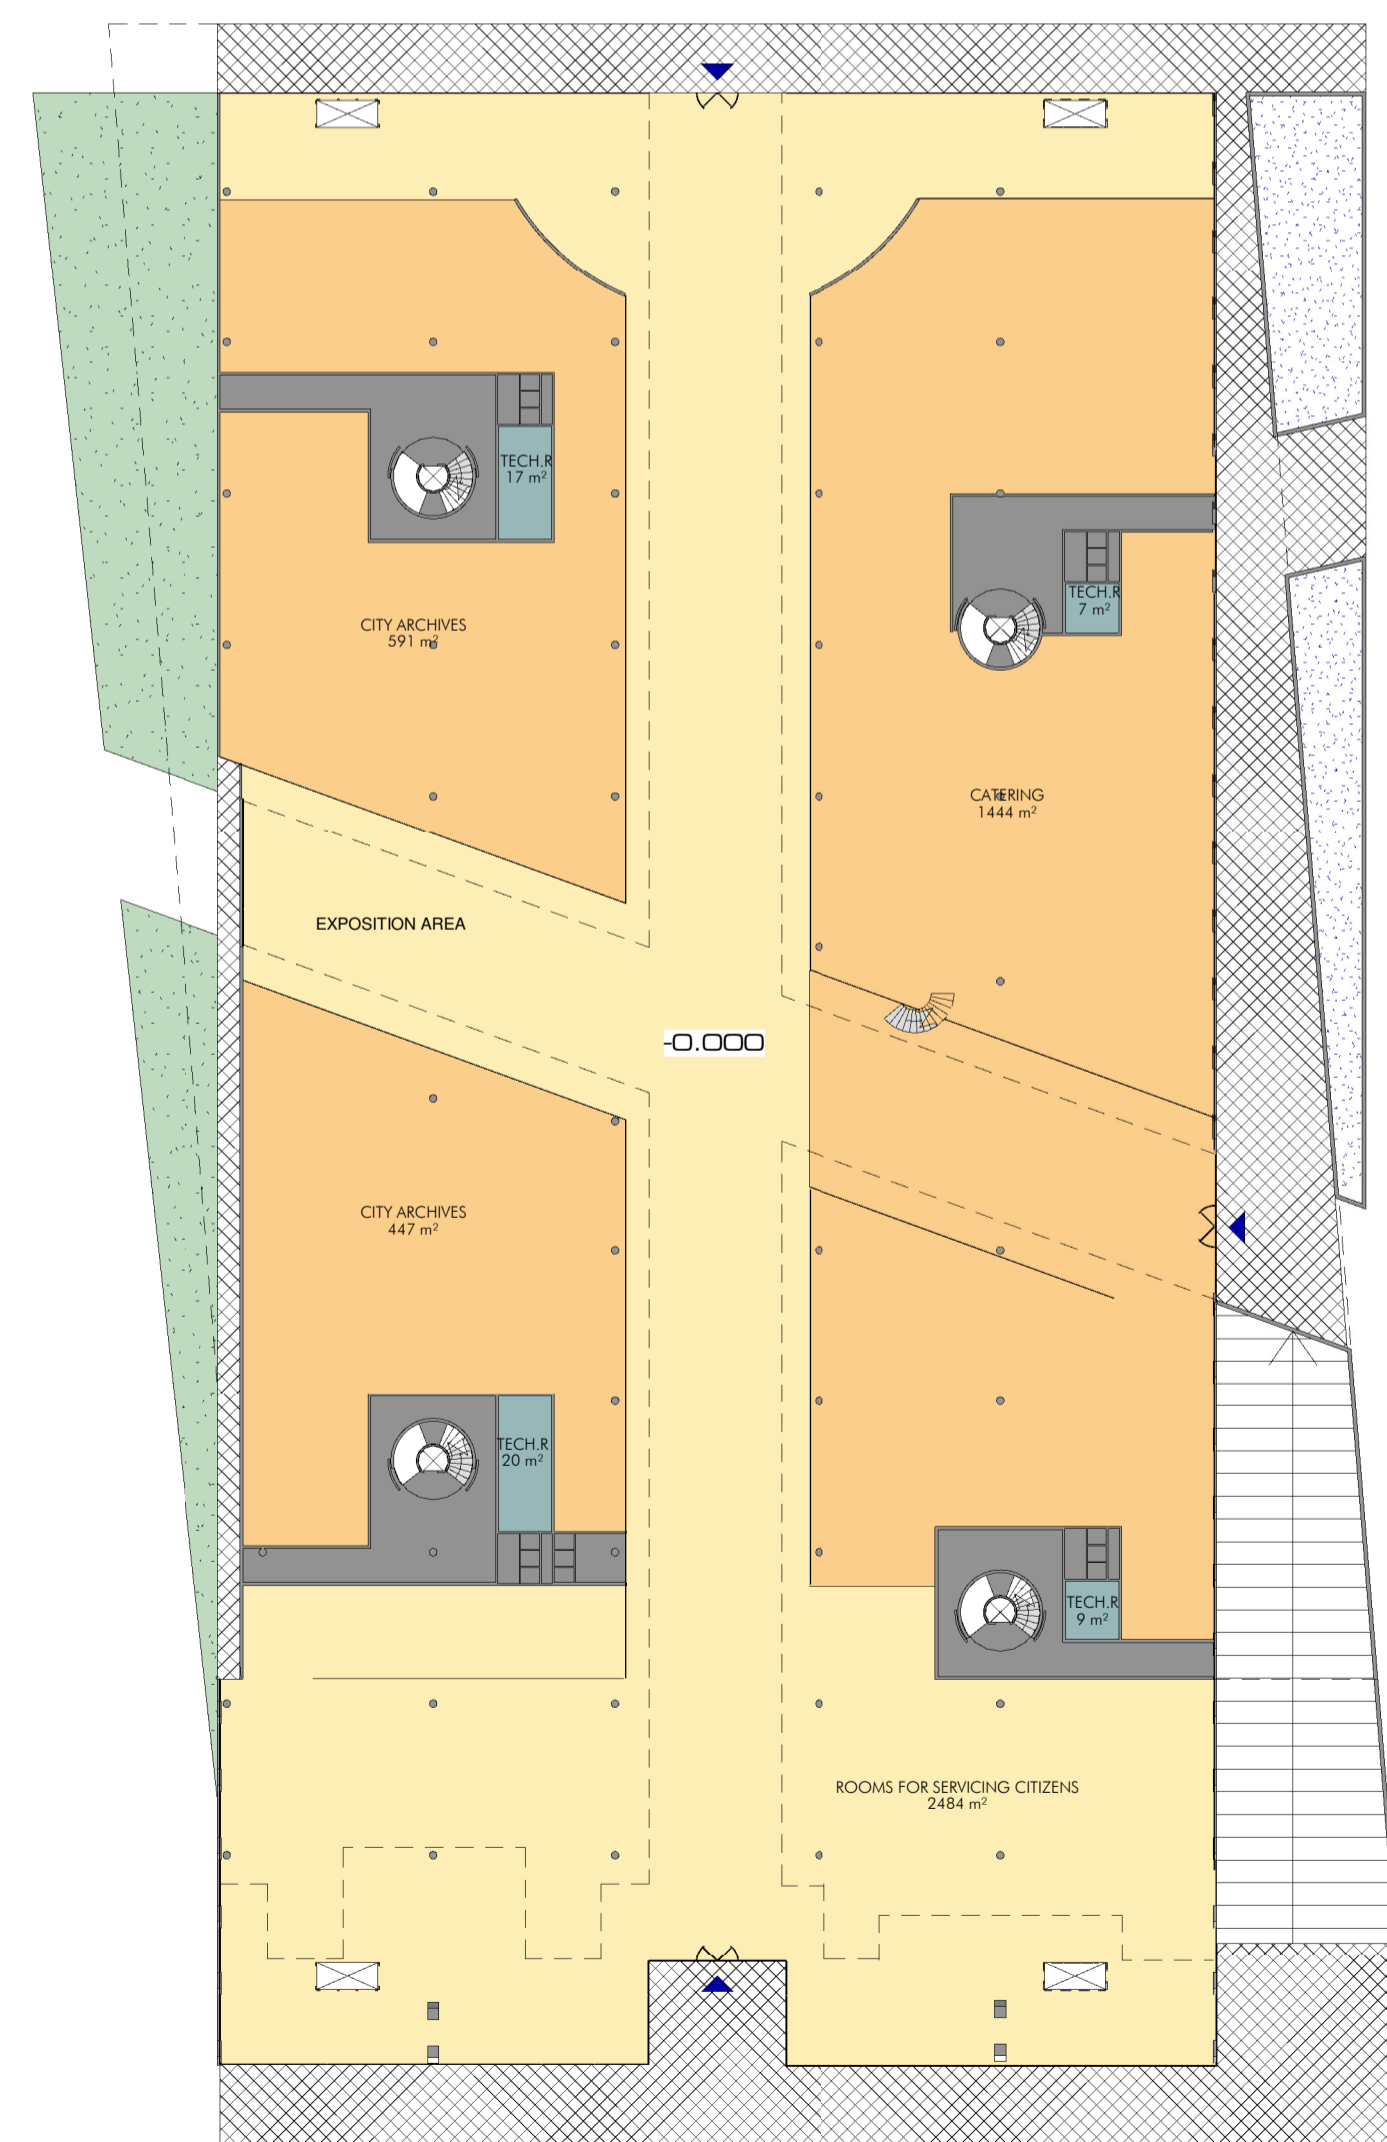 TECH.R
17 m²
TECH.R
7 m²
CITY ARCHIVES
591 m²
CATERING
1444 m²
EXPOSITION AREA
-0.000
CITY ARCHIVES
447 m²
TECH.R
20 m²
TECH.R
9 m²
ROOMS FOR SERVICING CITIZENS
2484 m²